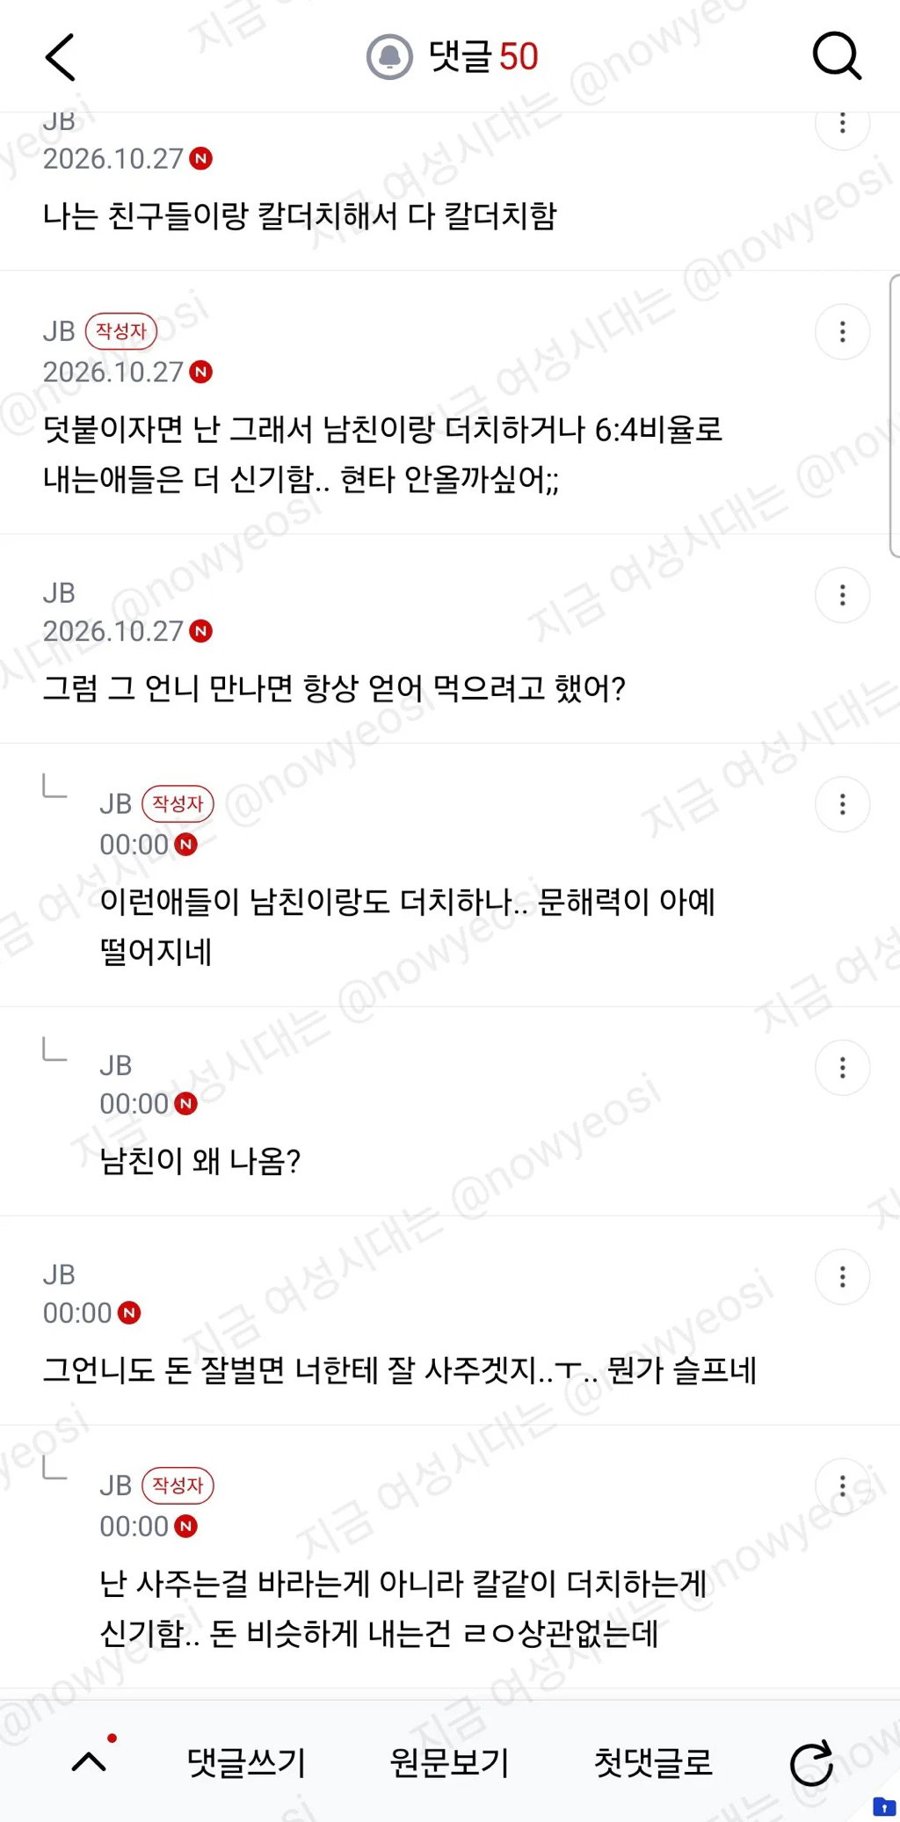 댓글 50
JB
2026.10.27 N
나는 친구들이랑 칼더치해서 다 칼더치함
JB 작성자
2026.10.27 N
덧붙이자면 난 그래서 남친이랑 더치하거나 6:4비율로
내는애들은 더 신기함.. 현타 안올까싶어;;
JB
2026.10.27 N
그럼 그 언니 만나면 항상 얻어 먹으려고 했어?
JB 작성자
00:00 N
이런애들이 남친이랑도 더치하나.. 문해력이 아예
떨어지네
JB
00:00 N
남친이 왜 나옴?
JB
00:00 N
그언니도 돈 잘벌면 너한테 잘 사주겟지..ㅜ.. 뭔가 슬프네
JB 작성자
00:00 N
난 사주는걸 바라는게 아니라 칼같이 더치하는게
신기함.. 돈 비슷하게 내는건 ㄹㅇ상관없는데
댓글쓰기 원문보기 첫댓글로
지금 여성시대는 @nowyeosi